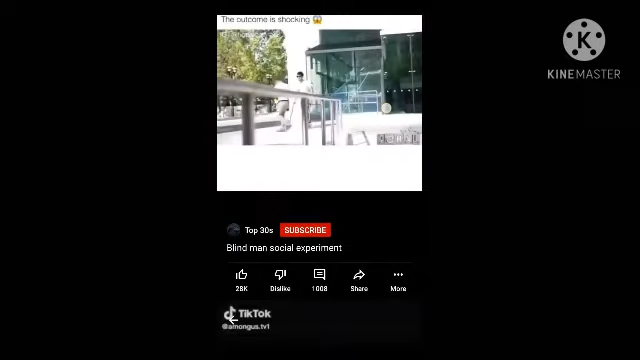 The outcome is shocking 😱
KINEMASTER
Top 30s SUBSCRIBE
Blind man social experiment
28K Dislike 1008 Share More
TikTok
@amongus.tv1